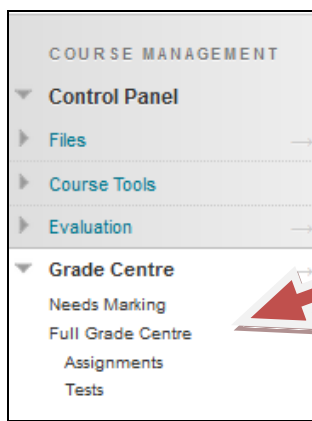 COURSE MANAGEMENT
Control Panel
Files
Course Tools
Evaluation
Grade Centre
Needs Marking
Full Grade Centre
Assignments
Tests